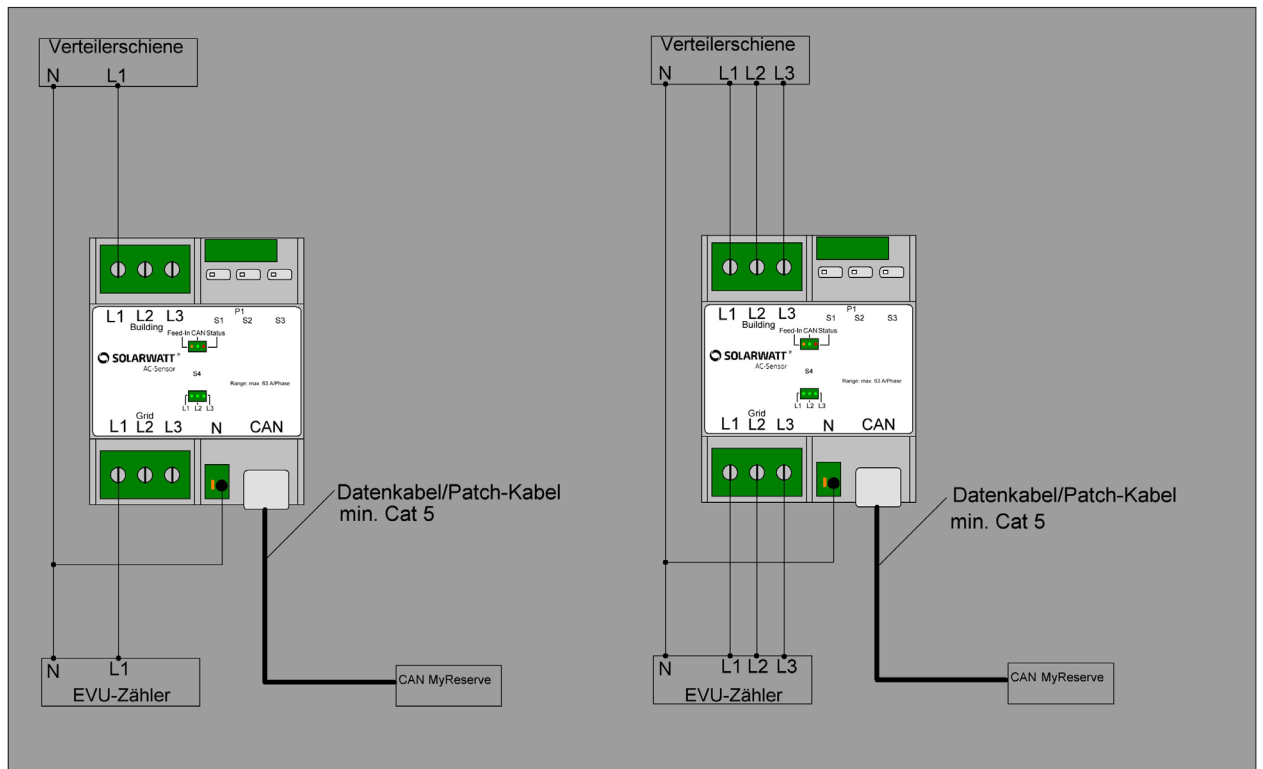 Verteilerschiene
N L1
L1 L2 L3
Building
P1
S1 S2 S3
Feed-In CAN Status
SOLARWATT®
AC-Sensor
S4
Range: max. 63 A/Phase
L1 L2 L3
Grid
L1 L2 L3 N CAN
Datenkabel/Patch-Kabel
min. Cat 5
N L1
EVU-Zähler
CAN MyReserve
Verteilerschiene
N L1 L2 L3
L1 L2 L3
Building
P1
S1 S2 S3
Feed-In CAN Status
SOLARWATT®
AC-Sensor
S4
Range: max. 63 A/Phase
L1 L2 L3
Grid
L1 L2 L3 N CAN
Datenkabel/Patch-Kabel
min. Cat 5
N L1 L2 L3
EVU-Zähler
CAN MyReserve